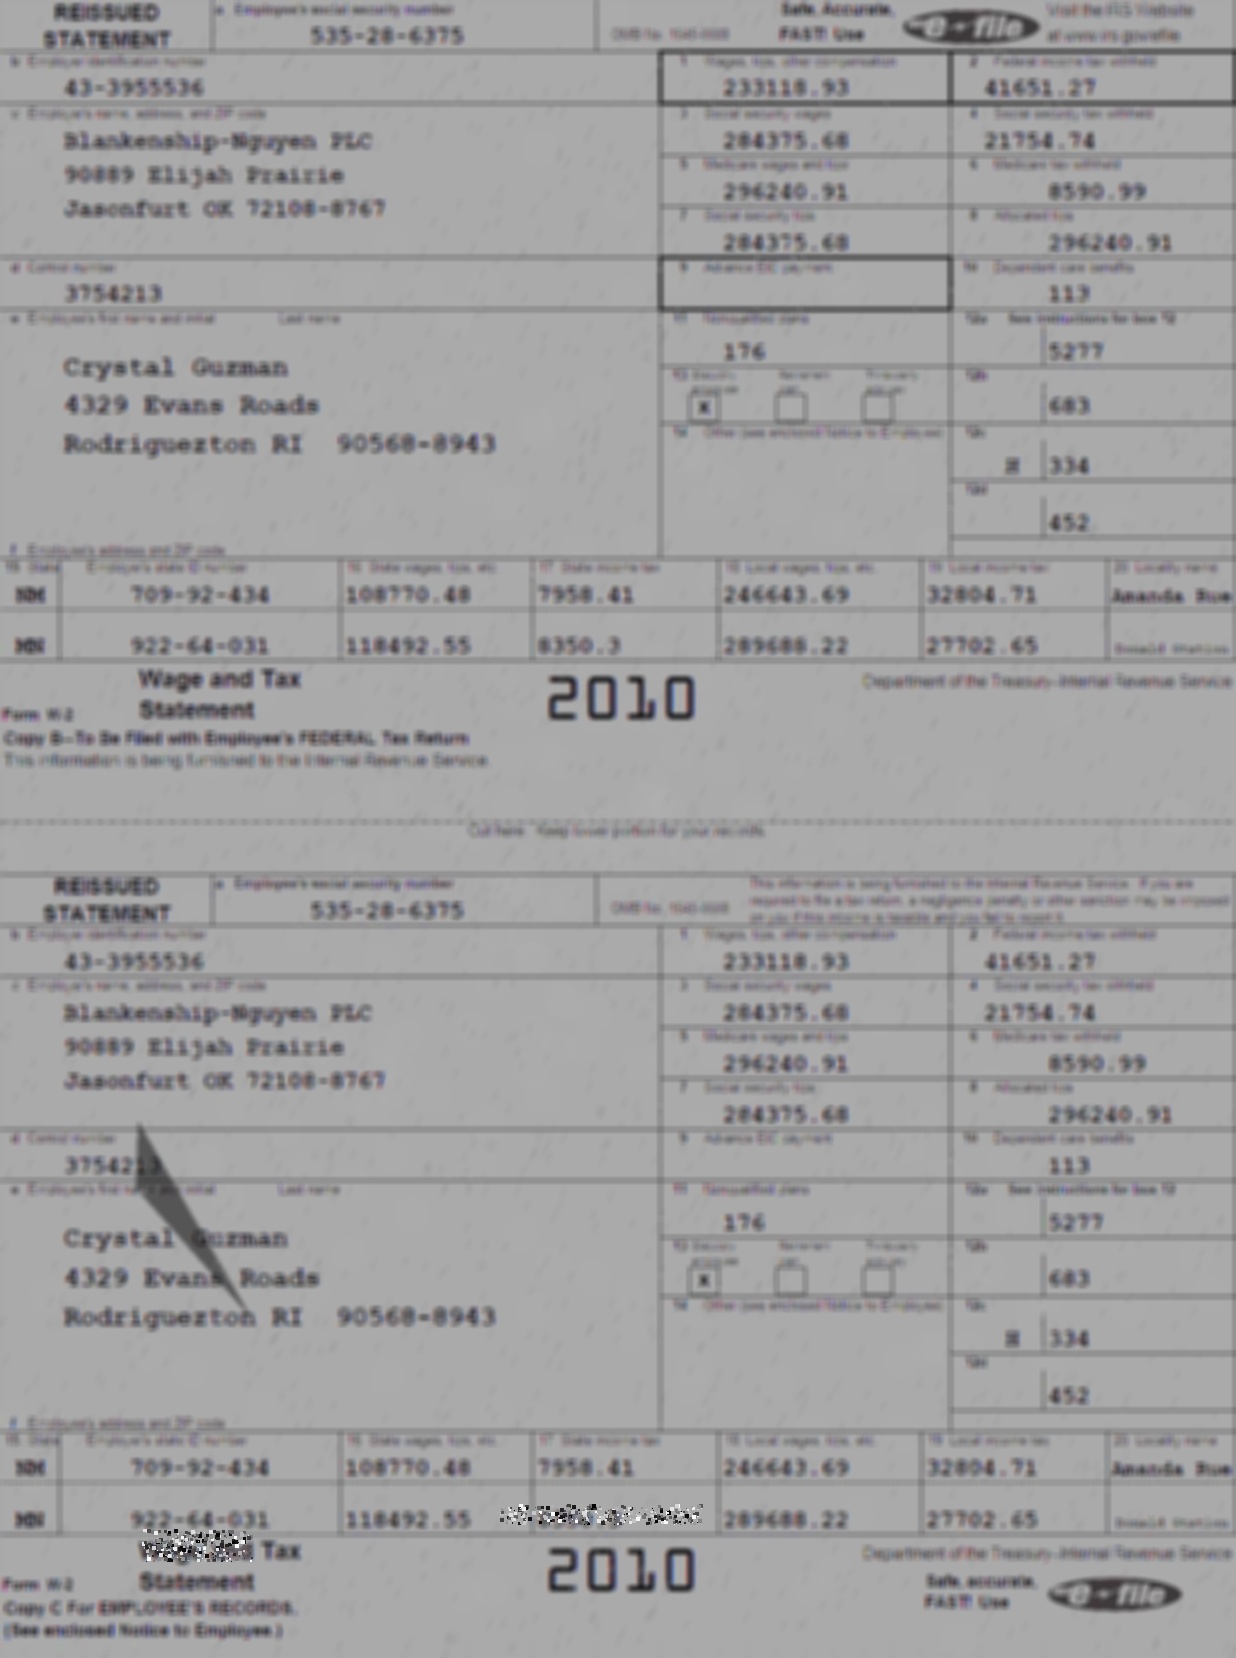 REISSUED STATEMENT
a Employee's social security number
535-28-6375
OMB No. 1545-0008
Safe, Accurate, FAST! Use
e-file
Visit the IRS Website at www.irs.gov/efile
b Employer identification number
43-3955536
1 Wages, tips, other compensation
233118.93
2 Federal income tax withheld
41651.27
c Employer's name, address, and ZIP code
Blankenship-Nguyen PLC
90889 Elijah Prairie
Jasonfurt OK 72108-8767
3 Social security wages
284375.68
4 Social security tax withheld
21754.74
5 Medicare wages and tips
296240.91
6 Medicare tax withheld
8590.99
7 Social security tips
284375.68
8 Allocated tips
296240.91
d Control number
3754213
9 Advance EIC payment
10 Dependent care benefits
113
e Employee's first name and initial Last name
Crystal Guzman
4329 Evans Roads
Rodriguezton RI 90568-8943
11 Nonqualified plans
176
12a See instructions for box 12
5277
13 Statutory employee Retirement plan Third-party sick pay
X
12b
683
14 Other (see enclosed Notice to Employee)
12c
H 334
12d
452
f Employee's address and ZIP code
15 State Employer's state ID number 16 State wages, tips, etc. 17 State income tax 18 Local wages, tips, etc. 19 Local income tax 20 Locality name
709-92-434 108770.48 7958.41 246643.69 32804.71 Amanda Rue
922-64-031 118492.55 8350.3 289688.22 27702.65 Donald Station
Wage and Tax Statement
Form W-2
2010
Department of the Treasury-Internal Revenue Service
Copy B--To Be Filed with Employee's FEDERAL Tax Return
This information is being furnished to the Internal Revenue Service.
Cut here. Keep lower portion for your records.
REISSUED STATEMENT
a Employee's social security number
535-28-6375
OMB No. 1545-0008
This information is being furnished to the Internal Revenue Service. If you are
required to file a tax return, a negligence penalty or other sanction may be imposed
on you if this income is taxable and you fail to report it.
b Employer identification number
43-3955536
1 Wages, tips, other compensation
233118.93
2 Federal income tax withheld
41651.27
c Employer's name, address, and ZIP code
Blankenship-Nguyen PLC
90889 Elijah Prairie
Jasonfurt OK 72108-8767
3 Social security wages
284375.68
4 Social security tax withheld
21754.74
5 Medicare wages and tips
296240.91
6 Medicare tax withheld
8590.99
7 Social security tips
284375.68
8 Allocated tips
296240.91
d Control number
3754213
9 Advance EIC payment
10 Dependent care benefits
113
e Employee's first name and initial Last name
Crystal Guzman
4329 Evans Roads
Rodriguezton RI 90568-8943
11 Nonqualified plans
176
12a See instructions for box 12
5277
13 Statutory employee Retirement plan Third-party sick pay
X
12b
683
14 Other (see enclosed Notice to Employee)
12c
H 334
12d
452
f Employee's address and ZIP code
15 State Employer's state ID number 16 State wages, tips, etc. 17 State income tax 18 Local wages, tips, etc. 19 Local income tax 20 Locality name
709-92-434 108770.48 7958.41 246643.69 32804.71 Amanda Rue
922-64-031 118492.55 289688.22 27702.65 Donald Station
Wage and Tax Statement
Form W-2
2010
Department of the Treasury-Internal Revenue Service
Safe, accurate, FAST! Use
e-file
Copy C For EMPLOYEE'S RECORDS.
(See enclosed Notice to Employee.)